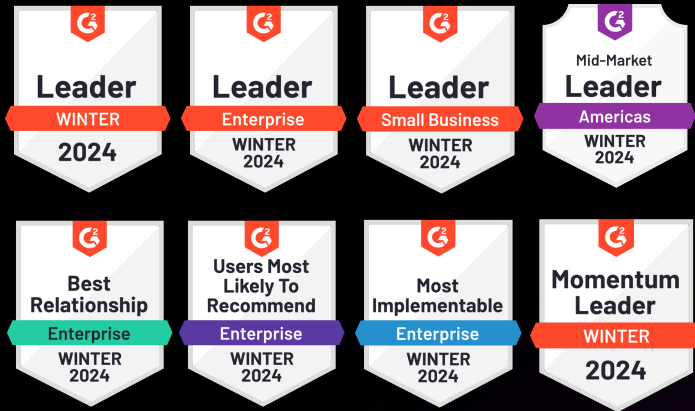 G2
Leader
WINTER
2024
G2
Leader
Enterprise
WINTER
2024
G2
Leader
Small Business
WINTER
2024
G2
Mid-Market
Leader
Americas
WINTER
2024
G2
Best
Relationship
Enterprise
WINTER
2024
G2
Users Most
Likely To
Recommend
Enterprise
WINTER
2024
G2
Most
Implementable
Enterprise
WINTER
2024
G2
Momentum
Leader
WINTER
2024